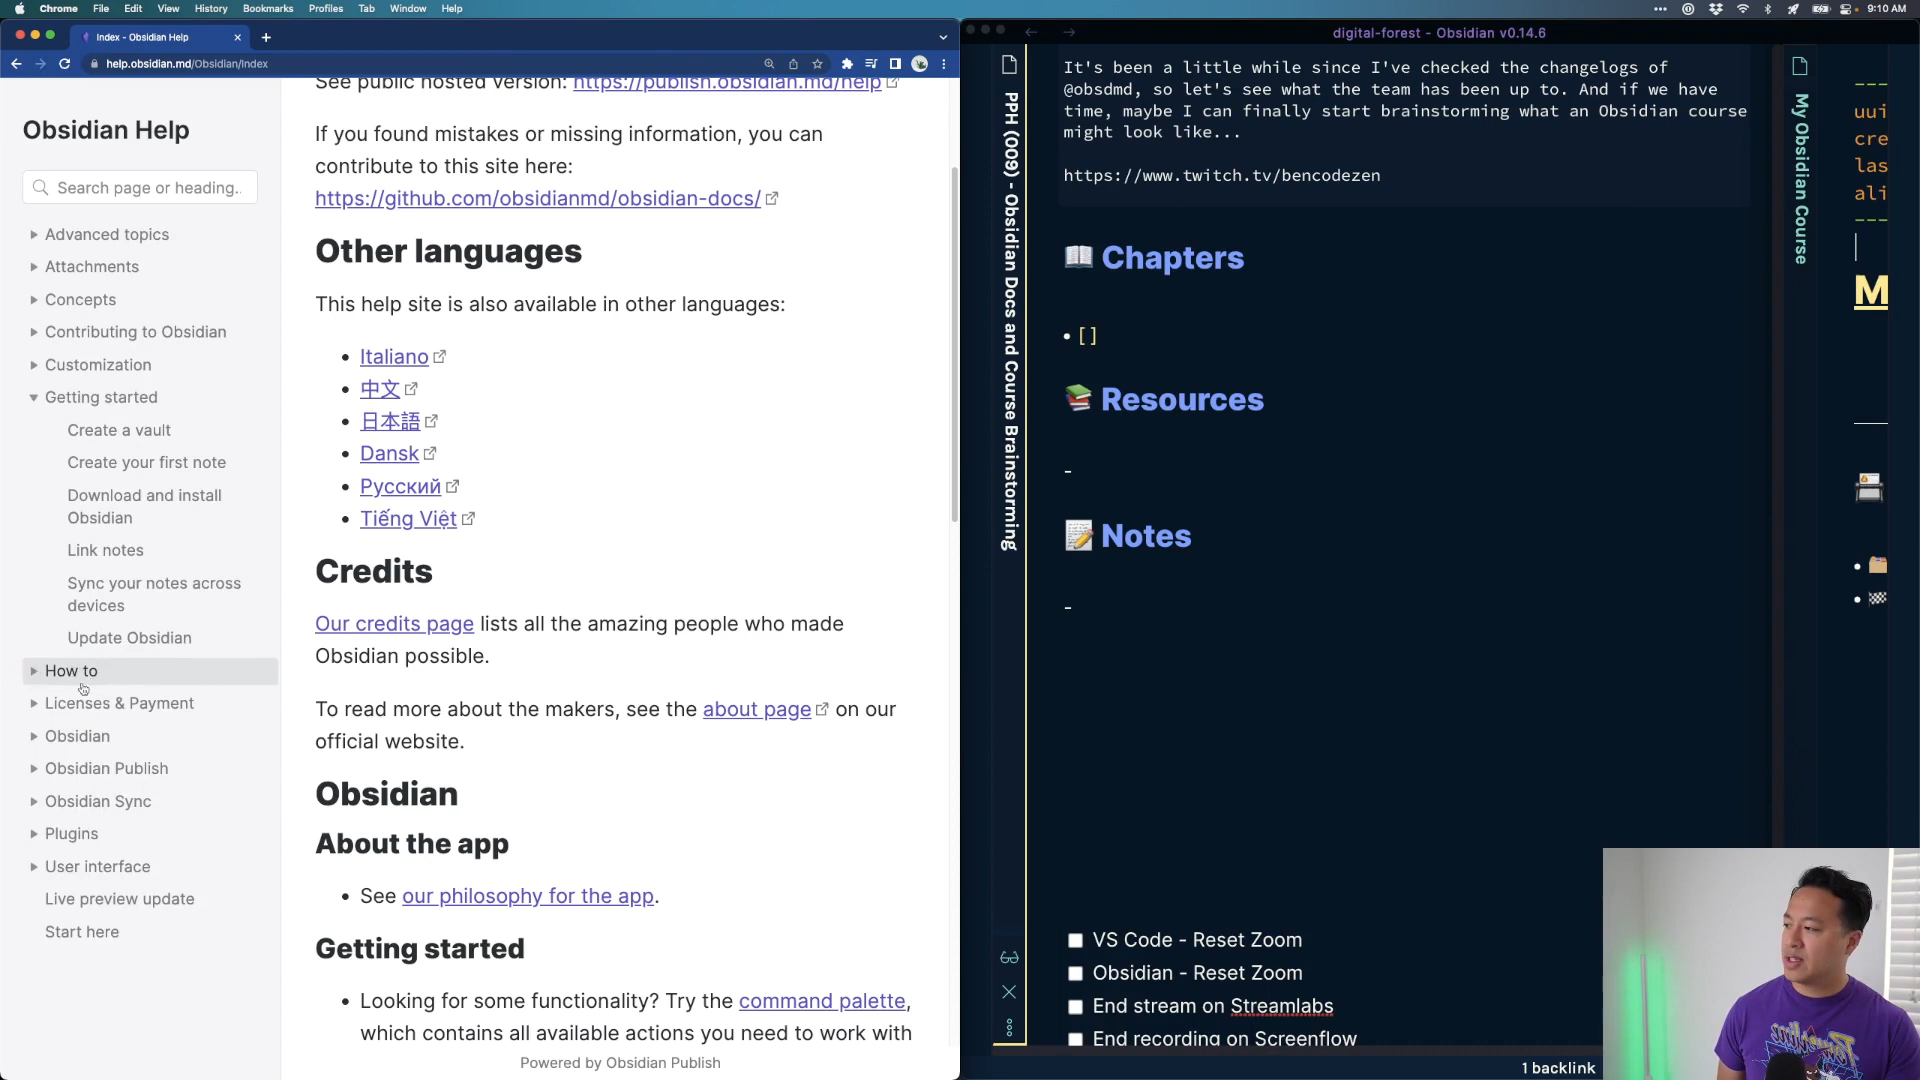 Chrome File Edit View History Bookmarks Profiles Tab Window Help
9:10 AM
Index - Obsidian Help
help.obsidian.md/Obsidian/Index
Obsidian Help
Search page or heading..
Advanced topics
Attachments
Concepts
Contributing to Obsidian
Customization
Getting started
Create a vault
Create your first note
Download and install
Obsidian
Link notes
Sync your notes across
devices
Update Obsidian
How to
Licenses & Payment
Obsidian
Obsidian Publish
Obsidian Sync
Plugins
User interface
Live preview update
Start here
See public hosted version: https://publish.obsidian.md/help
If you found mistakes or missing information, you can
contribute to this site here:
https://github.com/obsidianmd/obsidian-docs/
Other languages
This help site is also available in other languages:
• Italiano
• 中文
• 日本語
• Dansk
• Русский
• Tiếng Việt
Credits
Our credits page lists all the amazing people who made
Obsidian possible.
To read more about the makers, see the about page on our
official website.
Obsidian
About the app
• See our philosophy for the app.
Getting started
• Looking for some functionality? Try the command palette,
which contains all available actions you need to work with
Powered by Obsidian Publish
digital-forest - Obsidian v0.14.6
PPH (009) - Obsidian Docs and Course Brainstorming
It's been a little while since I've checked the changelogs of
@obsdmd, so let's see what the team has been up to. And if we have
time, maybe I can finally start brainstorming what an Obsidian course
might look like...
https://www.twitch.tv/bencodezen
📖 Chapters
• []
📚 Resources
-
📝 Notes
-
VS Code - Reset Zoom
Obsidian - Reset Zoom
End stream on Streamlabs
End recording on Screenflow
1 backlink
My Obsidian Course
---
uui
cre
las
ali
---
M